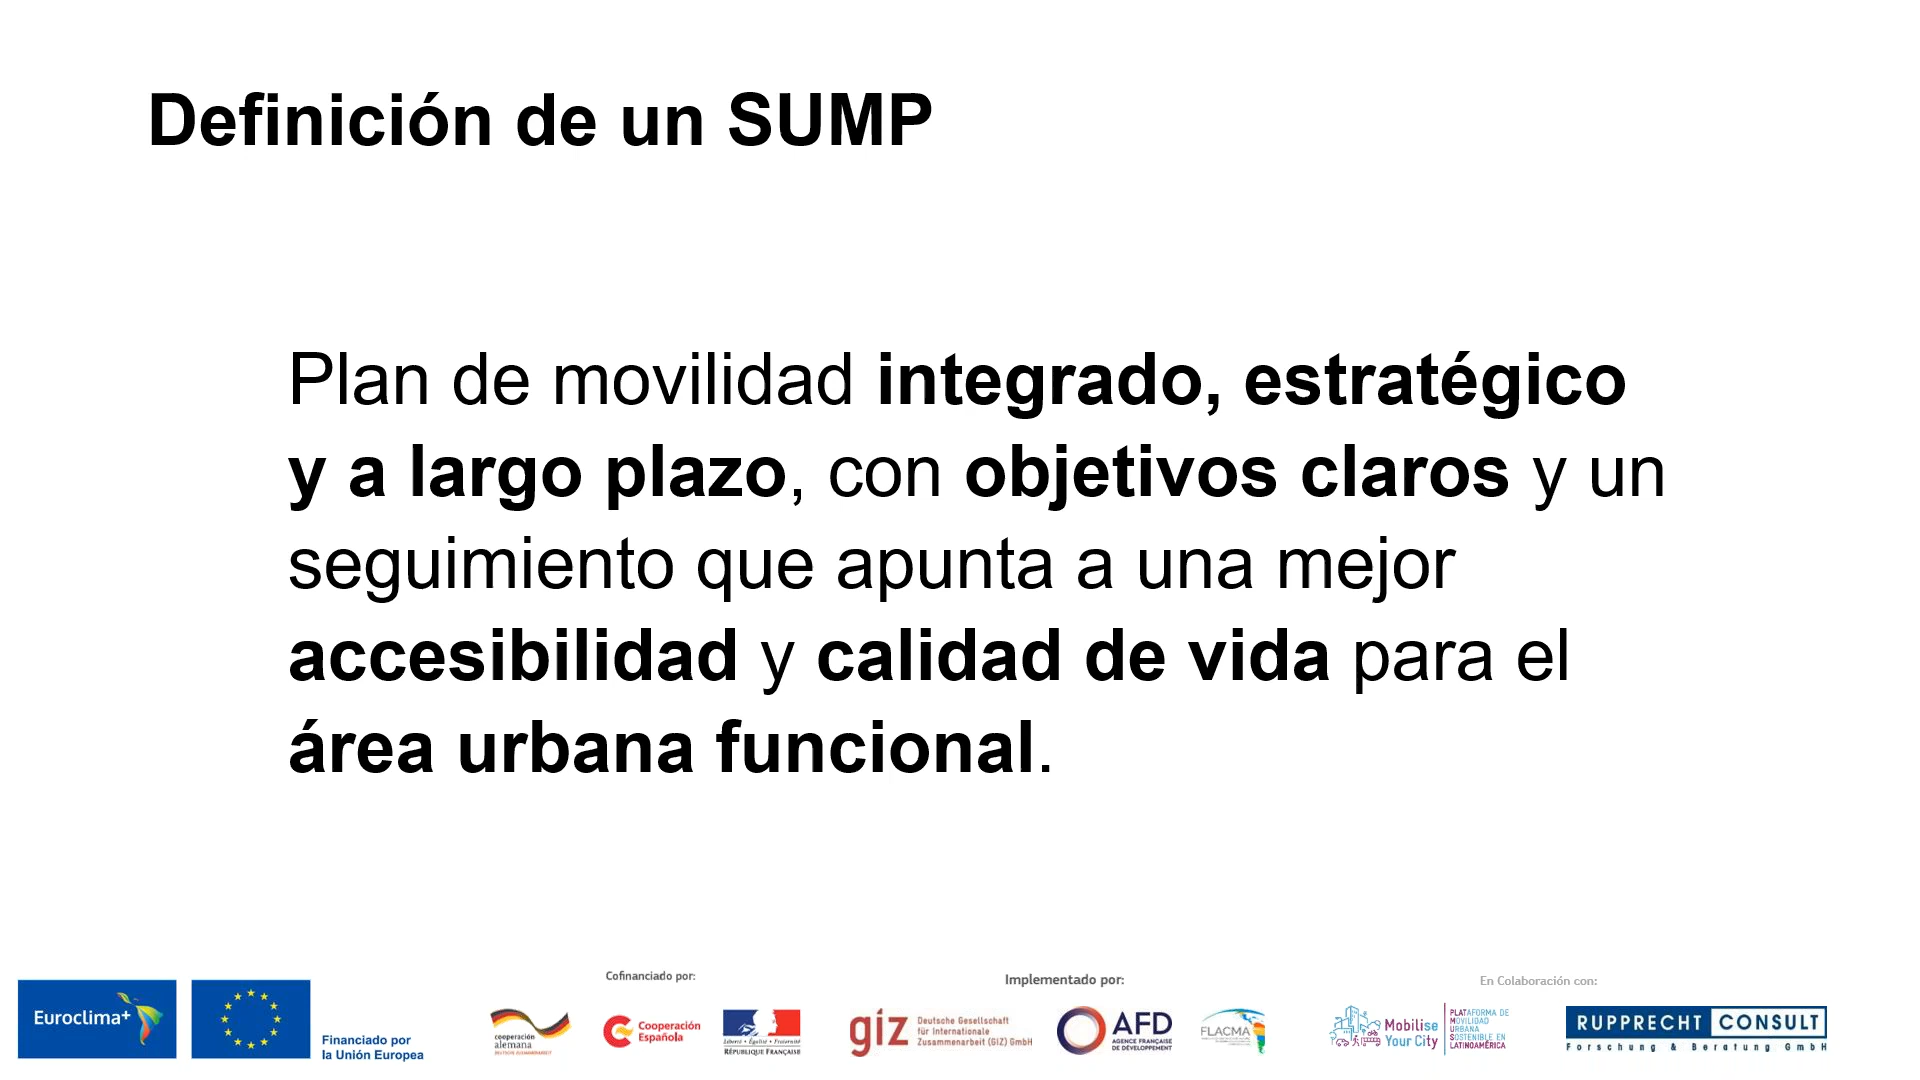 Definición de un SUMP
Plan de movilidad integrado, estratégico
y a largo plazo, con objetivos claros y un
seguimiento que apunta a una mejor
accesibilidad y calidad de vida para el
área urbana funcional.
Cofinanciado por:
Implementado por:
En Colaboración con:
Euroclima+
Financiado por
la Unión Europea
cooperación
alemana
DEUTSCHE ZUSAMMENARBEIT
Cooperación
Española
Liberté • Égalité • Fraternité
RÉPUBLIQUE FRANÇAISE
giz
Deutsche Gesellschaft
für Internationale
Zusammenarbeit (GIZ) GmbH
AFD
AGENCE FRANÇAISE
DE DÉVELOPPEMENT
FLACMA
Mobilise
Your City
PLATAFORMA DE
MOVILIDAD
URBANA
SOSTENIBLE EN
LATINOAMÉRICA
RUPPRECHT CONSULT
Forschung & Beratung GmbH